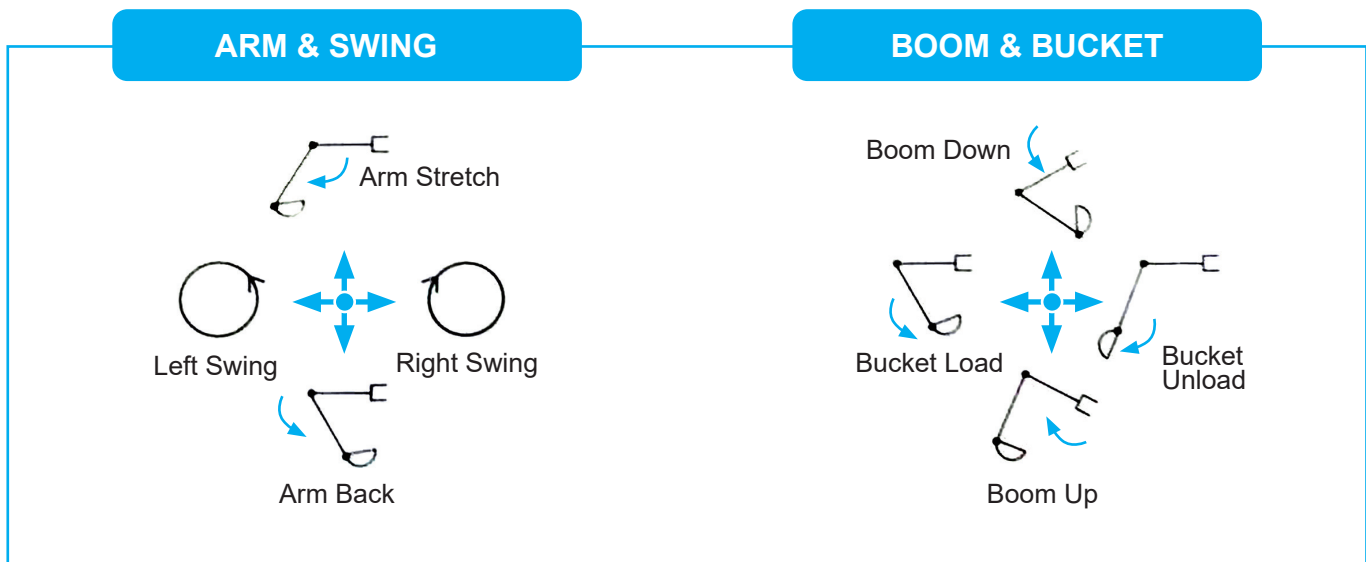 ARM & SWING
Arm Stretch
Left Swing
Right Swing
Arm Back
BOOM & BUCKET
Boom Down
Bucket Load
Bucket
Unload
Boom Up